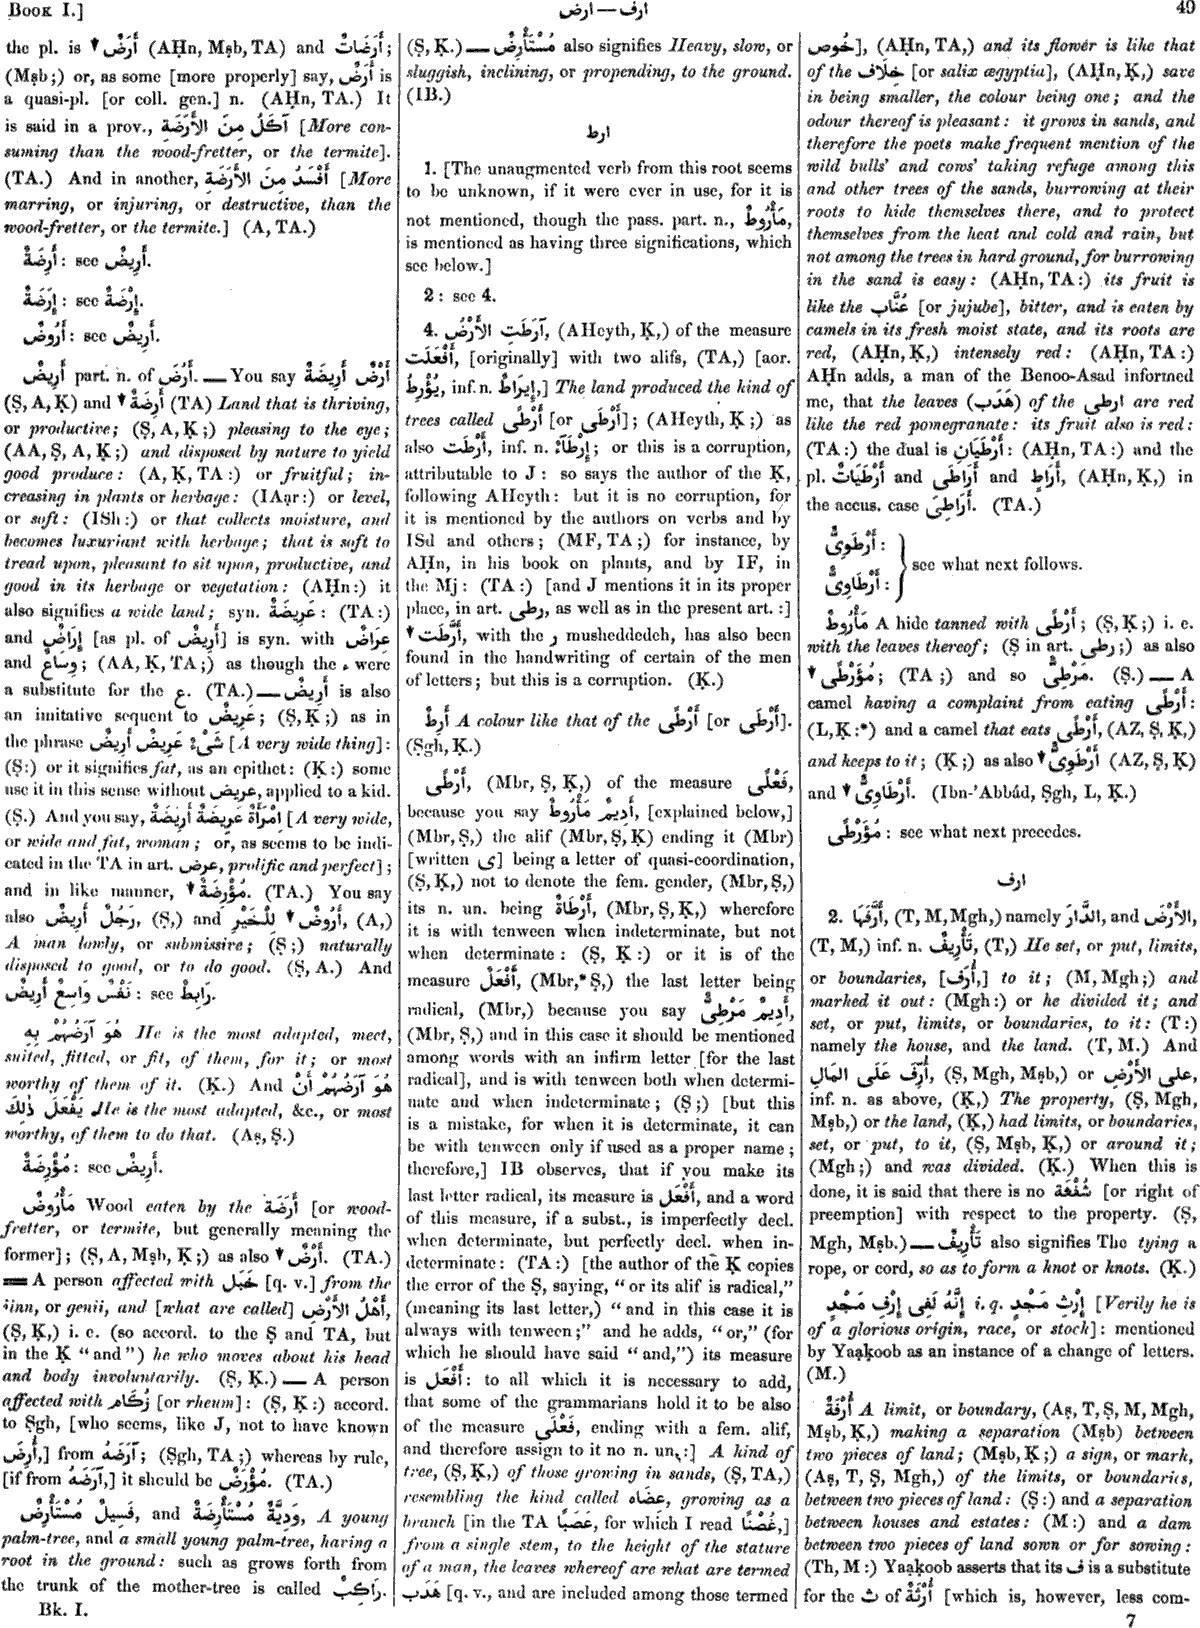 Book I.]
ارف — ارض
49
the pl. is ↓ أَرَضٌ (AḤn, Mṣb, TA) and أَرَضَاتٌ;
(Mṣb;) or, as some [more properly] say, أَرَضٌ is
a quasi-pl. [or coll. gen.] n. (AḤn, TA.) It
is said in a prov., آكَلُ مِنَ الأَرَضَةِ [More con-
suming than the wood-fretter, or the termite].
(TA.) And in another, أَفْسَدُ مِنَ الأَرَضَةِ [More
marring, or injuring, or destructive, than the
wood-fretter, or the termite.] (A, TA.)
أَرِضَةٌ : see أَرِيضٌ.
إِرَضَةٌ : see إِرْضَةٌ.
أَرُوضٌ : see أَرِيضٌ.
أَرِيضٌ part. n. of أَرُضَ. — You say أَرْضٌ أَرِيضَةٌ
(Ṣ, A, Ḳ) and ↓ أَرِضَةٌ (TA) Land that is thriving,
or productive; (Ṣ, A, Ḳ;) pleasing to the eye;
(AA, Ṣ, A, Ḳ;) and disposed by nature to yield
good produce: (A, Ḳ, TA:) or fruitful; in-
creasing in plants or herbage: (IAạr:) or level,
or soft: (ISh:) or that collects moisture, and
becomes luxuriant with herbage; that is soft to
tread upon, pleasant to sit upon, productive, and
good in its herbage or vegetation: (AḤn:) it
also signifies a wide land; syn. عَرِيضَةٌ: (TA:)
and إِرَاضٌ [as pl. of أَرِيضٌ] is syn. with عِرَاضٌ
and وِسَاعٌ; (AA, Ḳ, TA;) as though the ء were
a substitute for the ع. (TA.) — أَرِيضٌ is also
an imitative sequent to عَرِيضٌ; (Ṣ, Ḳ;) as in
the phrase شَىْءٌ عَرِيضٌ أَرِيضٌ [A very wide thing]:
(Ṣ:) or it signifies fat, as an epithet: (Ḳ:) some
use it in this sense without عريض, applied to a kid.
(Ṣ.) And you say, اِمْرَأَةٌ عَرِيضَةٌ أَرِيضَةٌ [A very wide,
or wide and fat, woman; or, as seems to be indi-
cated in the TA in art. عرض, prolific and perfect];
and in like manner, ↓ مُؤْرِضَةٌ. (TA.) You say
also رَجُلٌ أَرِيضٌ, (Ṣ,) and ↓ أَرُوضٌ لِلْخَيْرِ, (A,)
A man lowly, or submissive; (Ṣ;) naturally
disposed to good, or to do good. (Ṣ, A.) And
نَفْسٌ وَاسِعٌ أَرِيضٌ : see رَابِطٌ.
هُوَ آرَضُهُمْ بِهِ He is the most adapted, meet,
suited, fitted, or fit, of them, for it; or most
worthy of them of it. (Ḳ.) And هُوَ آرَضُهُمْ أَنْ
يَفْعَلَ ذٰلِكَ He is the most adapted, &c., or most
worthy, of them to do that. (Aṣ, Ṣ.)
مُؤْرِضَةٌ : see أَرِيضٌ.
مَأْرُوضٌ Wood eaten by the أَرَضَة [or wood-
fretter, or termite, but generally meaning the
former]; (Ṣ, A, Mṣb, Ḳ;) as also ↓ أَرِضٌ. (TA.)
= A person affected with خَبَل [q. v.] from the
jinn, or genii, and [what are called] أَهْلُ الأَرْضِ,
(Ṣ, Ḳ,) i. e. (so accord. to the Ṣ and TA, but
in the Ḳ “and”) he who moves about his head
and body involuntarily. (Ṣ, Ḳ.) — A person
affected with زُكَام [or rheum]: (Ṣ, Ḳ:) accord.
to Ṣgh, [who seems, like J, not to have known
أُرِضَ,] from آرَضَهُ; (Ṣgh, TA;) whereas by rule,
[if from آرَضَهُ,] it should be مُؤْرَضٌ. (TA.)
فَسِيلٌ مُسْتَأْرِضٌ, and وَدِيَّةٌ مُسْتَأْرِضَةٌ, A young
palm-tree, and a small young palm-tree, having a
root in the ground: such as grows forth from
the trunk of the mother-tree is called رَاكِبٌ.
(Ṣ, Ḳ.) — مُسْتَأْرِضٌ also signifies Heavy, slow, or
sluggish, inclining, or propending, to the ground.
(IB.)
ارط
1. [The unaugmented verb from this root seems
to be unknown, if it were ever in use, for it is
not mentioned, though the pass. part. n., مَأْرُوطٌ,
is mentioned as having three significations, which
see below.]
2 : see 4.
4. آرَطَتِ الأَرْضُ, (AHeyth, Ḳ,) of the measure
أَفْعَلَت, [originally] with two alifs, (TA,) [aor.
يُؤْرِطُ, inf. n. إِيرَاطٌ,] The land produced the kind of
trees called أَرْطًى [or أَرْطَى]; (AHeyth, Ḳ;) as
also أَرْطَت, inf. n. إِرْطَآءٌ; or this is a corruption,
attributable to J: so says the author of the Ḳ,
following AHeyth: but it is no corruption, for
it is mentioned by the authors on verbs and by
ISd and others; (MF, TA;) for instance, by
AḤn, in his book on plants, and by IF, in
the Mj: (TA:) [and J mentions it in its proper
place, in art. رطى, as well as in the present art.:]
↓ أَرَّطَت, with the ر musheddedeh, has also been
found in the handwriting of certain of the men
of letters; but this is a corruption. (Ḳ.)
أَرِطٌ A colour like that of the أَرْطًى [or أَرْطَى].
(Ṣgh, Ḳ.)
أَرْطًى, (Mbr, Ṣ, Ḳ,) of the measure فَعْلًى,
because you say أَدِيمٌ مَأْرُوطٌ, [explained below,]
(Mbr, Ṣ,) the alif (Mbr, Ṣ, Ḳ) ending it (Mbr)
[written ى] being a letter of quasi-coordination,
(Ṣ, Ḳ,) not to denote the fem. gender, (Mbr, Ṣ,)
its n. un. being أَرْطَاةٌ, (Mbr, Ṣ, Ḳ,) wherefore
it is with tenween when indeterminate, but not
when determinate: (Ṣ, Ḳ:) or it is of the
measure أَفْعَلٌ, (Mbr,* Ṣ,) the last letter being
radical, (Mbr,) because you say أَدِيمٌ مَرْطِىٌّ,
(Mbr, Ṣ,) and in this case it should be mentioned
among words with an infirm letter [for the last
radical], and is with tenween both when determi-
nate and when indeterminate; (Ṣ;) [but this
is a mistake, for when it is determinate, it can
be with tenween only if used as a proper name;
therefore,] IB observes, that if you make its
last letter radical, its measure is أَفْعَل, and a word
of this measure, if a subst., is imperfectly decl.
when determinate, but perfectly decl. when in-
determinate: (TA:) [the author of the Ḳ copies
the error of the Ṣ, saying, “or its alif is radical,”
(meaning its last letter,) “and in this case it is
always with tenween;” and he adds, “or,” (for
which he should have said “and,”) its measure
is أَفْعَل: to all which it is necessary to add,
that some of the grammarians hold it to be also
of the measure فَعْلَى, ending with a fem. alif,
and therefore assign to it no n. un.:] A kind of
tree, (Ṣ, Ḳ,) of those growing in sands, (Ṣ, TA,)
resembling the kind called عِضَاه, growing as a
branch [in the TA عَصَبًا, for which I read غُصْنًا,]
from a single stem, to the height of the stature
of a man, the leaves whereof are what are termed
هَدَب [q. v., and are included among those termed
خُوص], (AḤn, TA,) and its flower is like that
of the خِلَاف [or salix ægyptia], (AḤn, Ḳ,) save
in being smaller, the colour being one; and the
odour thereof is pleasant: it grows in sands, and
therefore the poets make frequent mention of the
wild bulls’ and cows’ taking refuge among this
and other trees of the sands, burrowing at their
roots to hide themselves there, and to protect
themselves from the heat and cold and rain, but
not among the trees in hard ground, for burrowing
in the sand is easy: (AḤn, TA:) its fruit is
like the عُنَّاب [or jujube], bitter, and is eaten by
camels in its fresh moist state, and its roots are
red, (AḤn, Ḳ,) intensely red: (AḤn, TA:)
AḤn adds, a man of the Benoo-Asad informed
me, that the leaves (هَدَب) of the ارطى are red
like the red pomegranate: its fruit also is red:
(TA:) the dual is أَرْطَيَانِ: (AḤn, TA:) and the
pl. أَرْطَيَاتٌ and أَرَاطَى and أَرَاطٍ, (AḤn, Ḳ,) in
the accus. case أَرَاطِىَ. (TA.)
أَرْطَوِىٌّ :
أَرْطَاوِىٌّ :
see what next follows.
مَأْرُوطٌ A hide tanned with أَرْطًى; (Ṣ, Ḳ;) i. e.
with the leaves thereof; (Ṣ in art. رطى;) as also
↓ مُؤَرْطًى; (TA;) and so مَرْطِىٌّ. (Ṣ.) — A
camel having a complaint from eating أَرْطًى:
(L, Ḳ:*) and a camel that eats أَرْطًى, (AZ, Ṣ, Ḳ,)
and keeps to it; (Ḳ;) as also ↓ أَرْطَوِىٌّ (AZ, Ṣ, Ḳ)
and ↓ أَرْطَاوِىٌّ. (Ibn-’Abbád, Ṣgh, L, Ḳ.)
مُؤَرْطًى : see what next precedes.
ارف
2. أَرَّفَهَا, (T, M, Mgh,) namely الدَّارَ, and الأَرْضَ,
(T, M,) inf. n. تَأْرِيفٌ, (T,) He set, or put, limits,
or boundaries, [أُرَف,] to it; (M, Mgh;) and
marked it out: (Mgh:) or he divided it; and
set, or put, limits, or boundaries, to it: (T:)
namely the house, and the land. (T, M.) And
أُرِّفَ عَلَى المَالِ, (Ṣ, Mgh, Mṣb,) or عَلَى الأَرْضِ,
inf. n. as above, (Ḳ,) The property, (Ṣ, Mgh,
Mṣb,) or the land, (Ḳ,) had limits, or boundaries,
set, or put, to it, (Ṣ, Mṣb, Ḳ,) or around it;
(Mgh;) and was divided. (Ḳ.) When this is
done, it is said that there is no شُفْعَة [or right of
preemption] with respect to the property. (Ṣ,
Mgh, Mṣb.) — تَأْرِيفٌ also signifies The tying a
rope, or cord, so as to form a knot or knots. (Ḳ.)
إِنَّهُ لَفِى إِرْفِ مَجْدٍ i. q. إِرْثِ مَجْدٍ [Verily he is
of a glorious origin, race, or stock]: mentioned
by Yaạḳoob as an instance of a change of letters.
(M.)
أُرْفَةٌ A limit, or boundary, (Aṣ, T, Ṣ, M, Mgh,
Mṣb, Ḳ,) making a separation (Mṣb) between
two pieces of land; (Mṣb, Ḳ;) a sign, or mark,
(Aṣ, T, Ṣ, Mgh,) of the limits, or boundaries,
between two pieces of land: (Ṣ:) and a separation
between houses and estates: (M:) and a dam
between two pieces of land sown or for sowing:
(Th, M:) Yaạḳoob asserts that its ف is a substitute
for the ث of أُرْثَةٌ [which is, however, less com-
Bk. I.
7